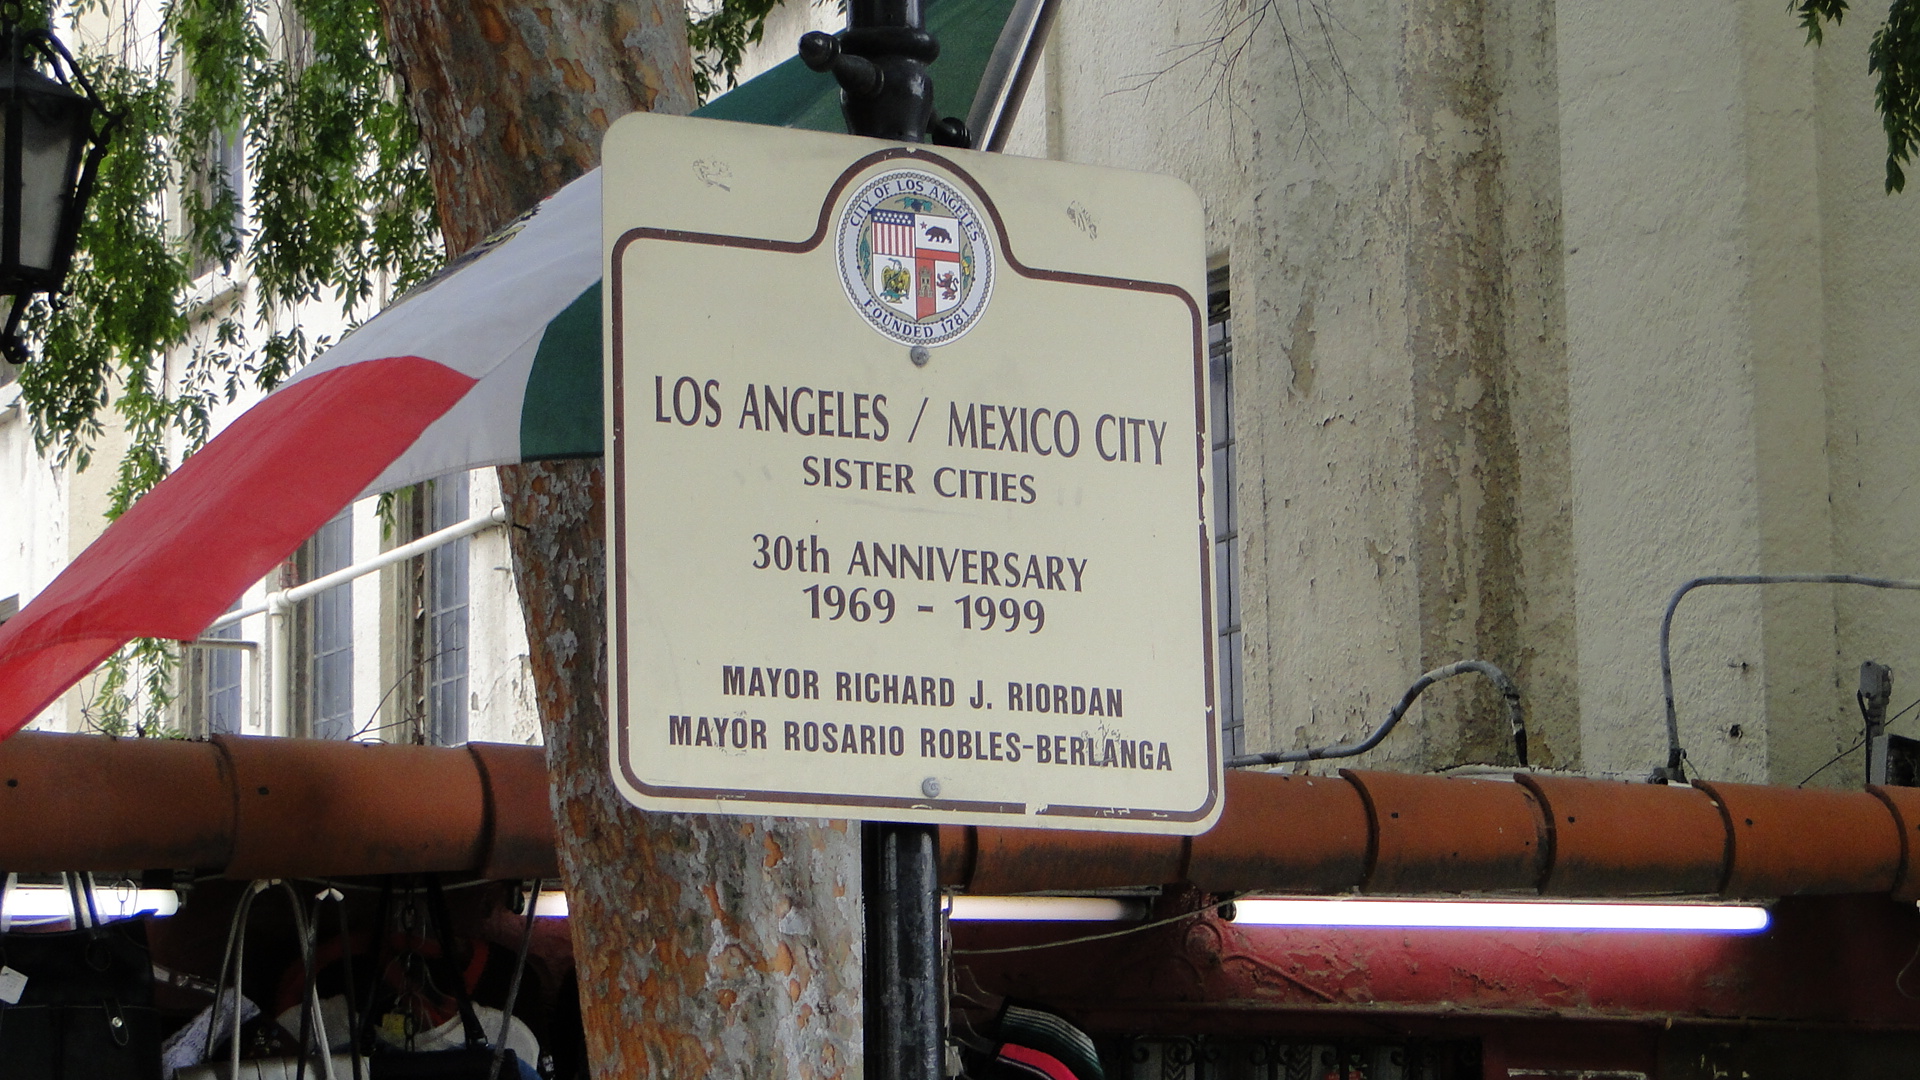 CITY OF LOS ANGELES
FOUNDED 1781
LOS ANGELES / MEXICO CITY
SISTER CITIES
30th ANNIVERSARY
1969 - 1999
MAYOR RICHARD J. RIORDAN
MAYOR ROSARIO ROBLES-BERLANGA